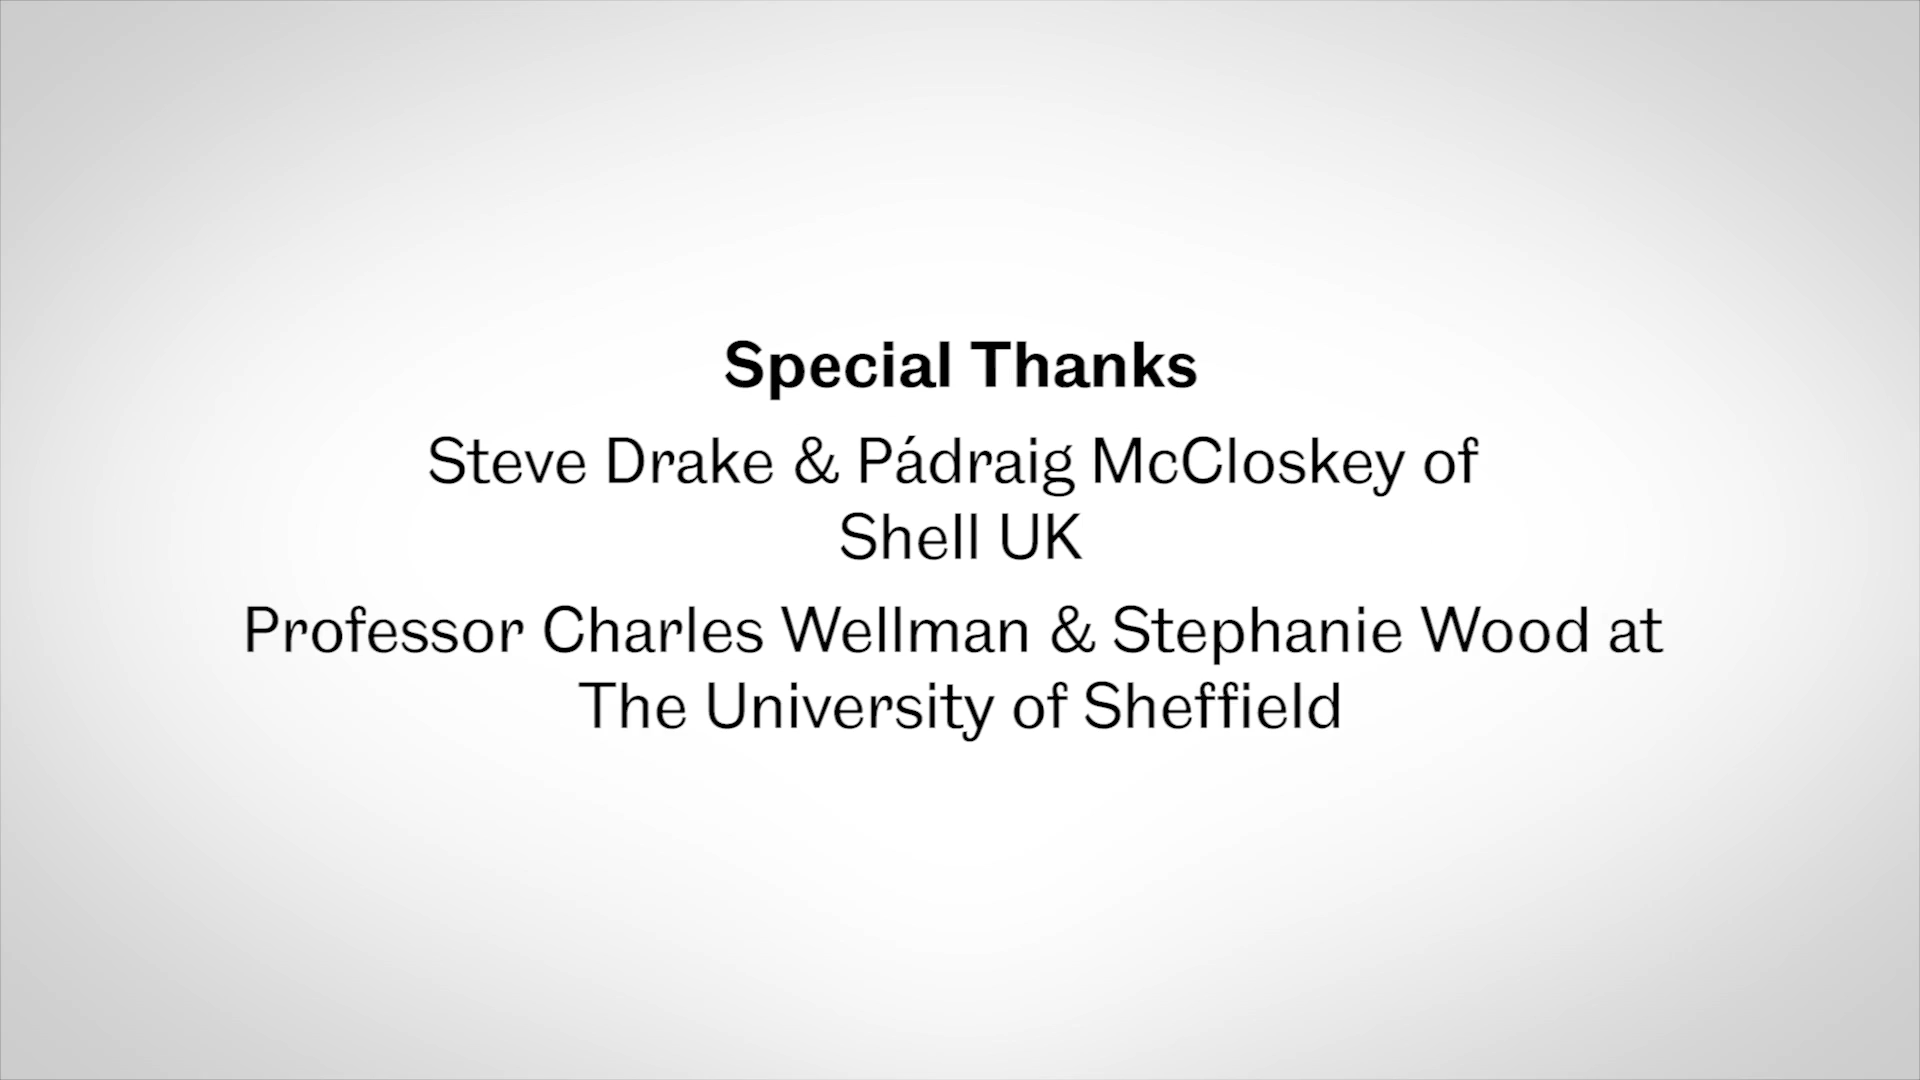 Special Thanks
Steve Drake & Pádraig McCloskey of
Shell UK
Professor Charles Wellman & Stephanie Wood at
The University of Sheffield